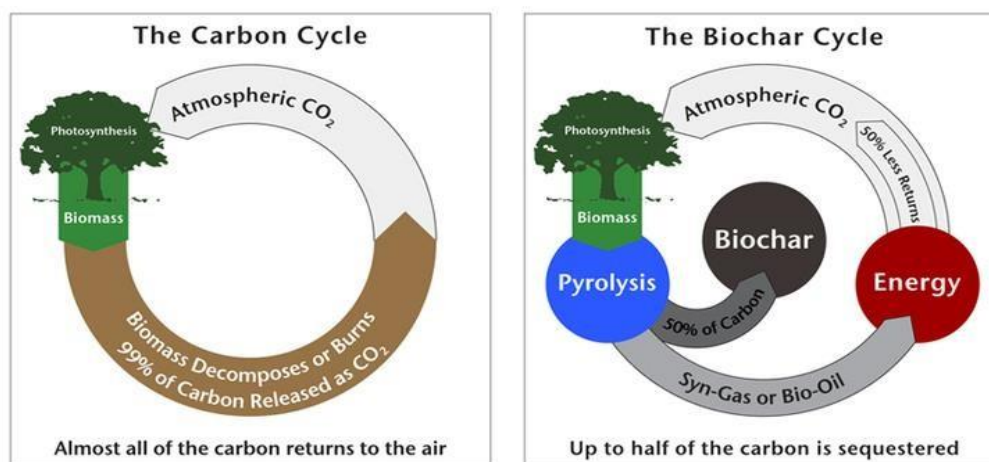 The Carbon Cycle
Atmospheric CO₂
Photosynthesis
Biomass
Biomass Decomposes or Burns
99% of Carbon Released as CO₂
Almost all of the carbon returns to the air
The Biochar Cycle
Atmospheric CO₂
50% Less Returns
Photosynthesis
Biomass
Biochar
Pyrolysis
Energy
50% of Carbon
Syn-Gas or Bio-Oil
Up to half of the carbon is sequestered